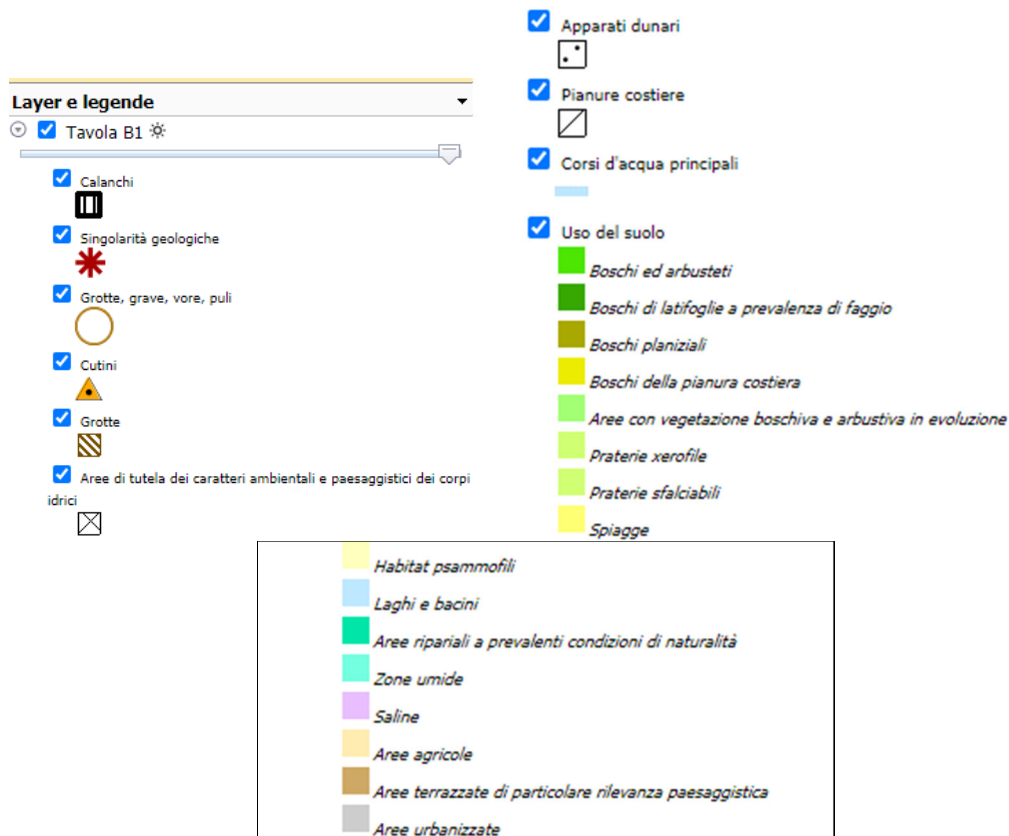 Layer e legende
Tavola B1
Calanchi
Singolarità geologiche
Grotte, grave, vore, puli
Cutini
Grotte
Aree di tutela dei caratteri ambientali e paesaggistici dei corpi
idrici
Apparati dunari
Pianure costiere
Corsi d'acqua principali
Uso del suolo
Boschi ed arbusteti
Boschi di latifoglie a prevalenza di faggio
Boschi planiziali
Boschi della pianura costiera
Aree con vegetazione boschiva e arbustiva in evoluzione
Praterie xerofile
Praterie sfalciabili
Spiagge
Habitat psammofili
Laghi e bacini
Aree ripariali a prevalenti condizioni di naturalità
Zone umide
Saline
Aree agricole
Aree terrazzate di particolare rilevanza paesaggistica
Aree urbanizzate